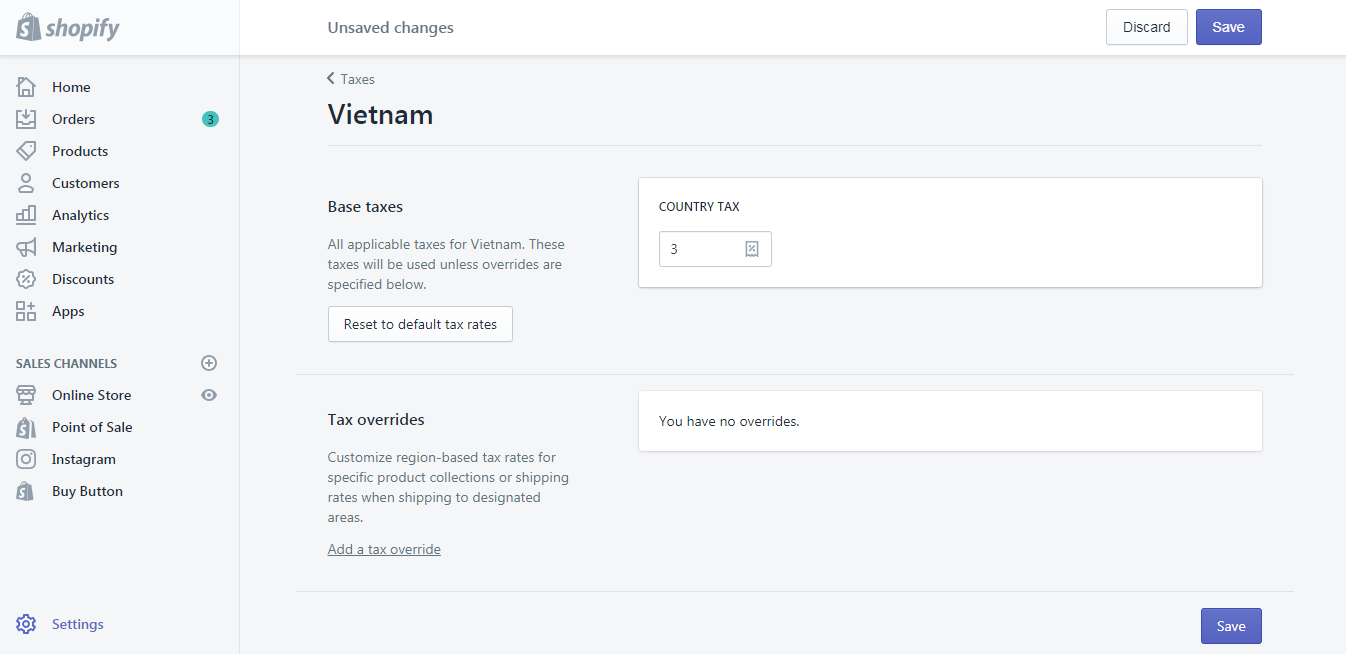 shopify
Unsaved changes
Discard
Save
Home
Orders
3
Products
Customers
Analytics
Marketing
Discounts
Apps
SALES CHANNELS
Online Store
Point of Sale
Instagram
Buy Button
Settings
Taxes
Vietnam
Base taxes
All applicable taxes for Vietnam. These
taxes will be used unless overrides are
specified below.
Reset to default tax rates
COUNTRY TAX
3
Tax overrides
Customize region-based tax rates for
specific product collections or shipping
rates when shipping to designated
areas.
Add a tax override
You have no overrides.
Save